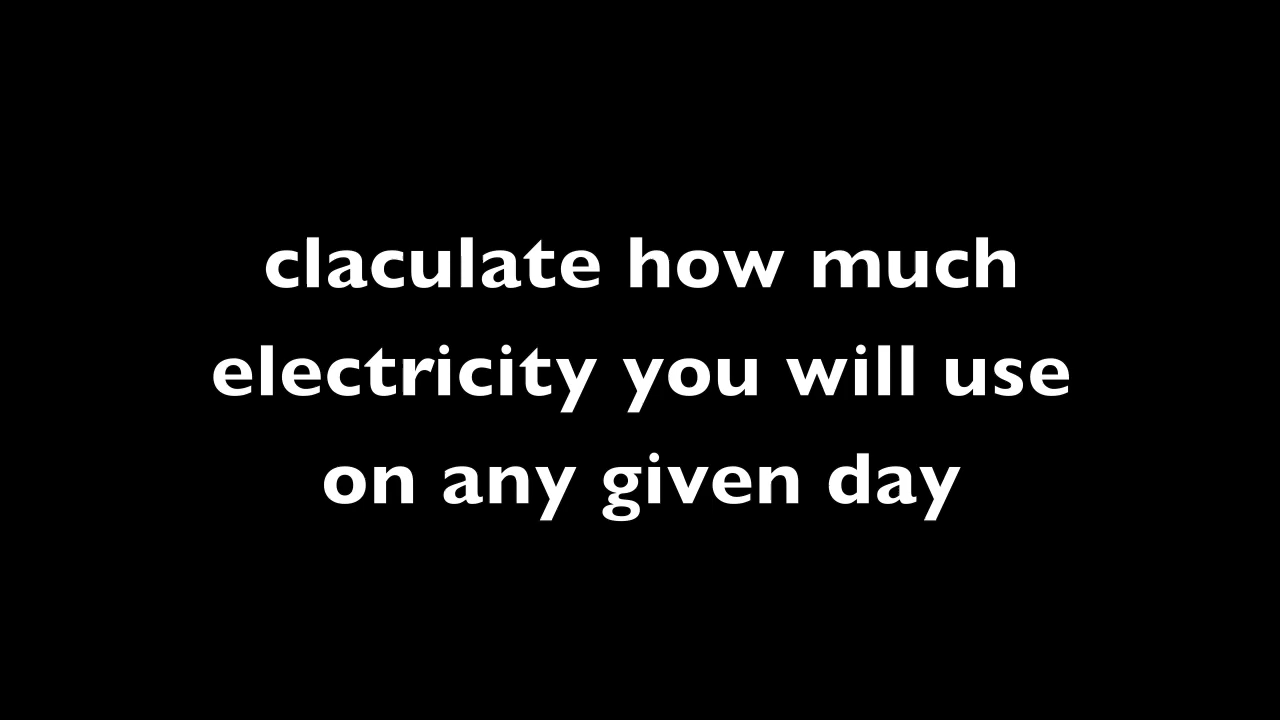 claculate how much
electricity you will use
on any given day